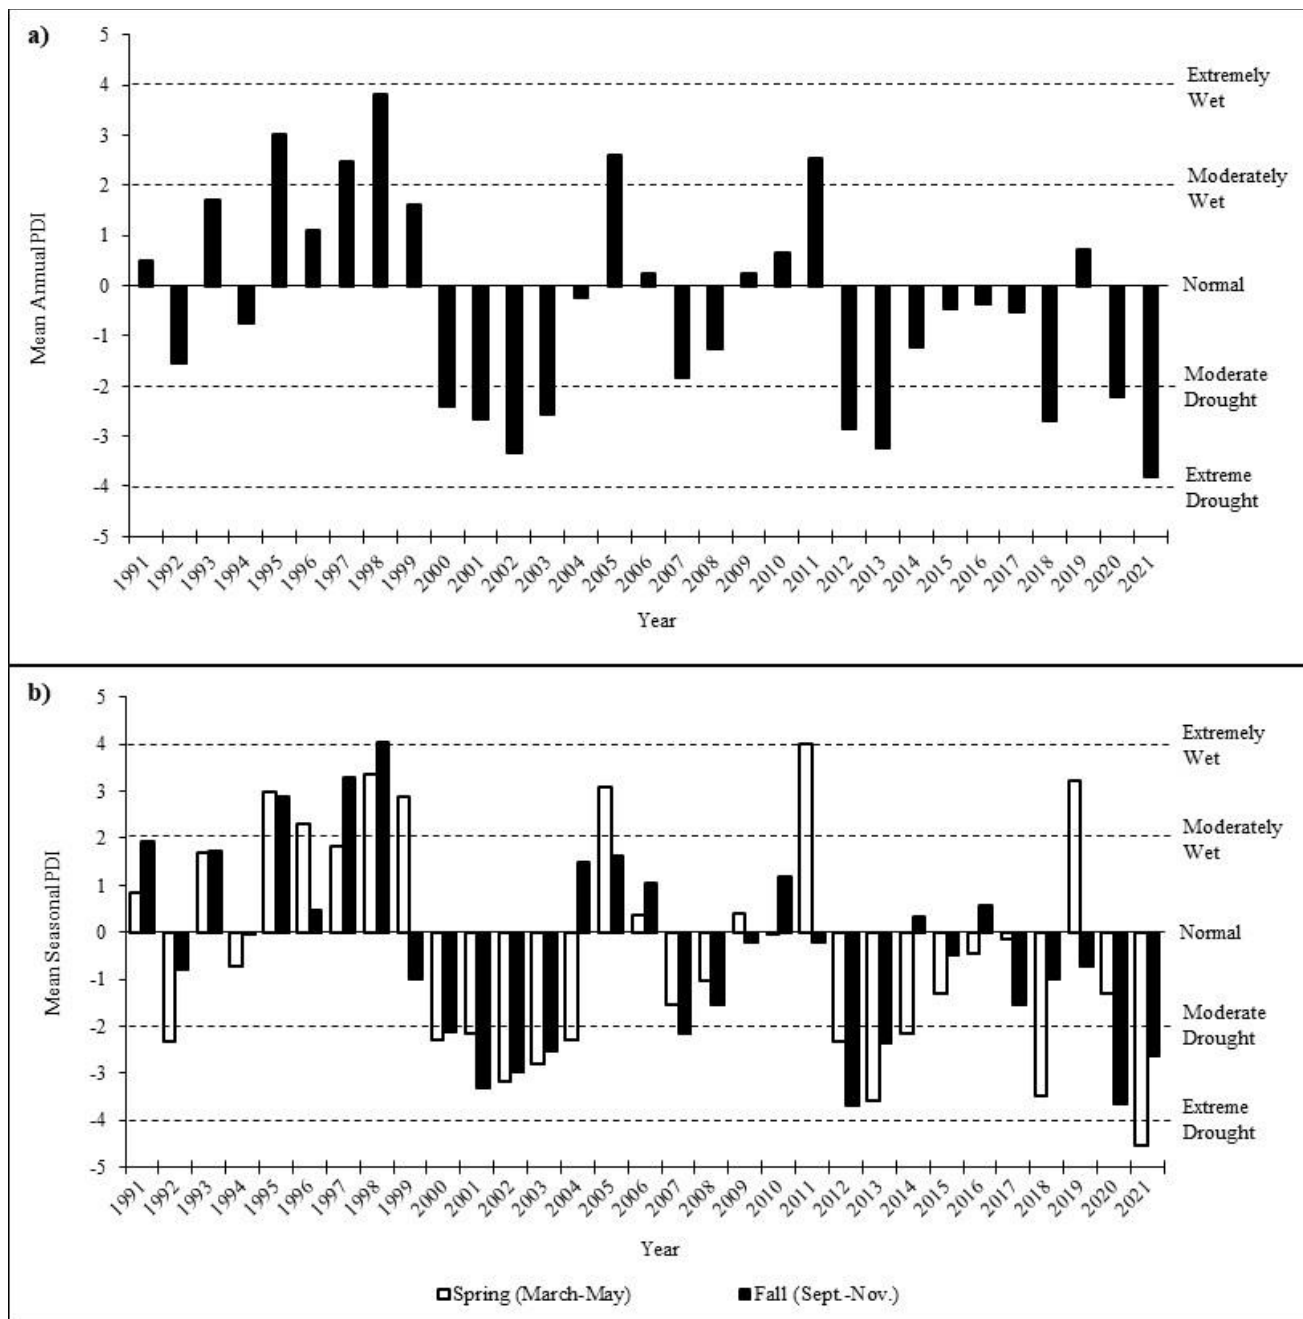 a)
5
4
3
2
1
0
-1
-2
-3
-4
-5
Mean Annual PDI
Extremely
Wet
Moderately
Wet
Normal
Moderate
Drought
Extreme
Drought
1991 1992 1993 1994 1995 1996 1997 1998 1999 2000 2001 2002 2003 2004 2005 2006 2007 2008 2009 2010 2011 2012 2013 2014 2015 2016 2017 2018 2019 2020 2021
Year
b)
5
4
3
2
1
0
-1
-2
-3
-4
-5
Mean Seasonal PDI
Extremely
Wet
Moderately
Wet
Normal
Moderate
Drought
Extreme
Drought
1991 1992 1993 1994 1995 1996 1997 1998 1999 2000 2001 2002 2003 2004 2005 2006 2007 2008 2009 2010 2011 2012 2013 2014 2015 2016 2017 2018 2019 2020 2021
Year
Spring (March-May) Fall (Sept.-Nov.)